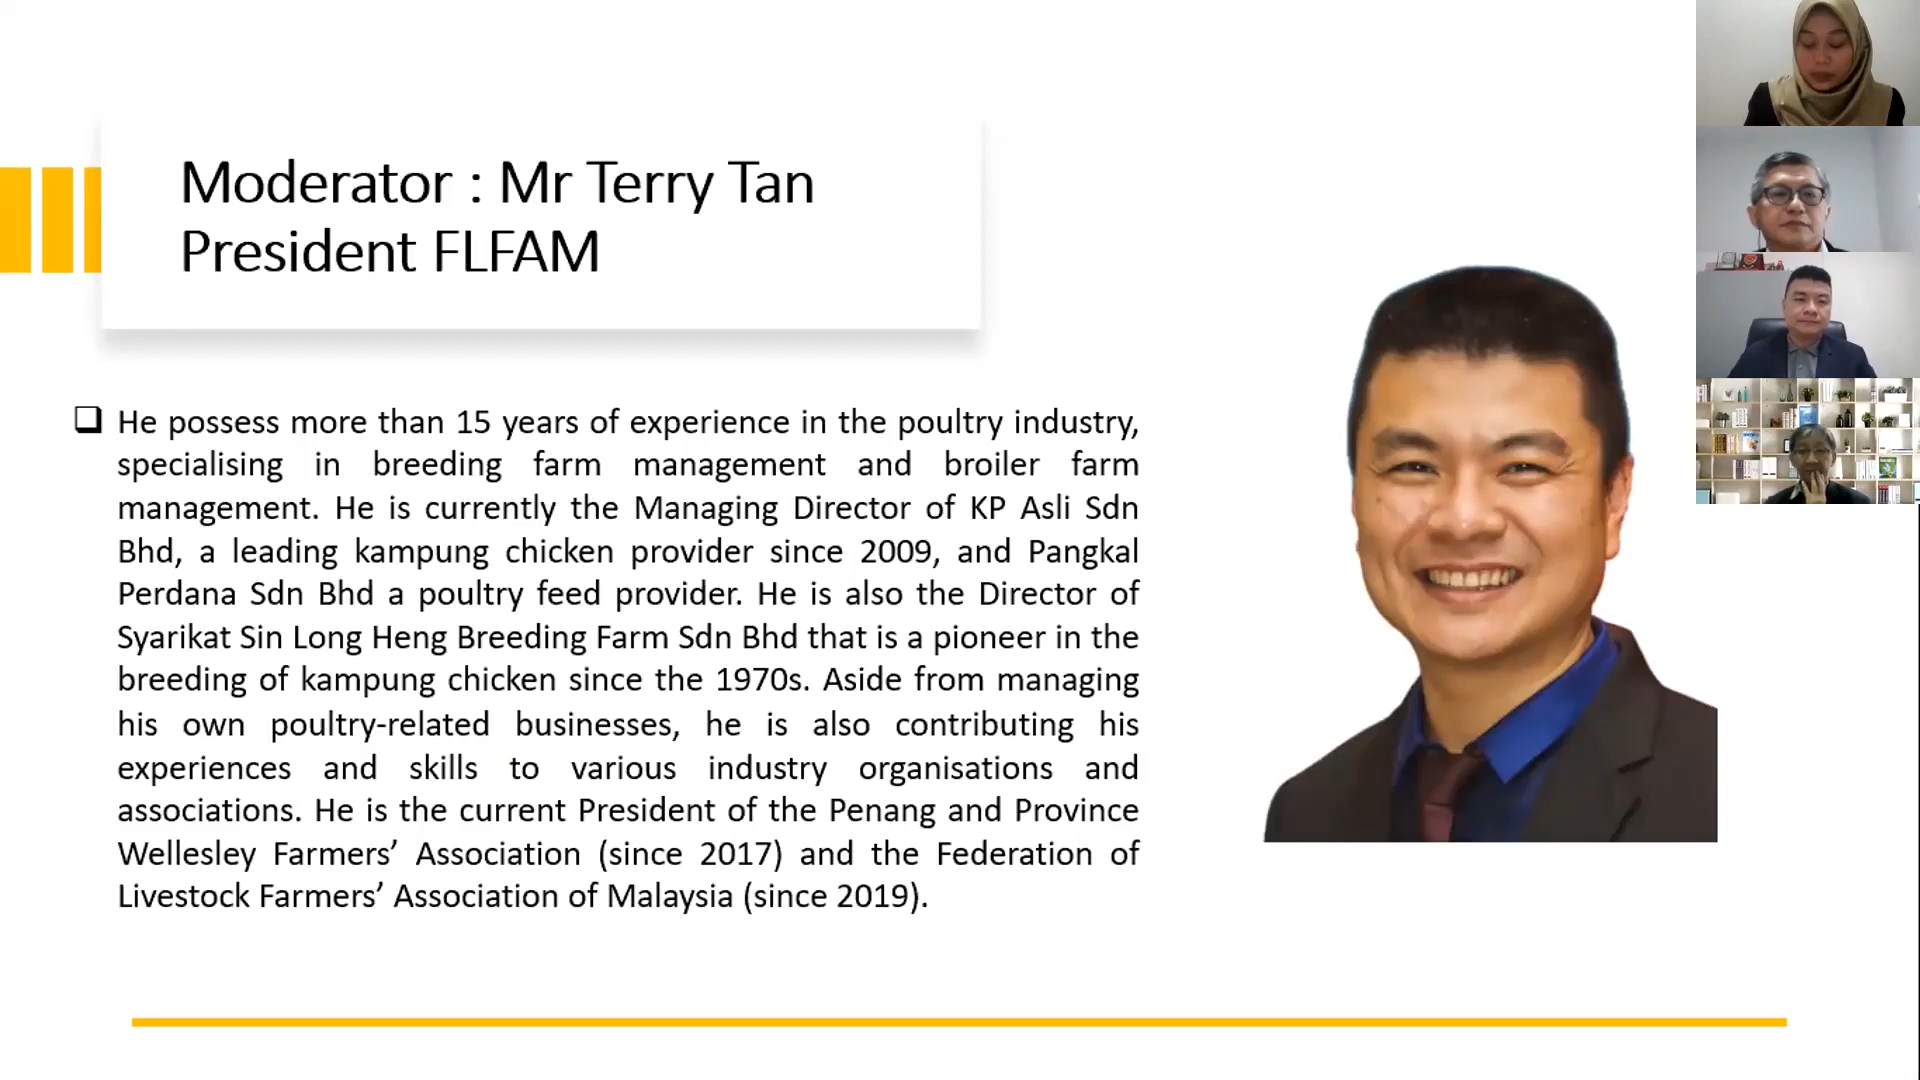 Moderator : Mr Terry Tan
President FLFAM
He possess more than 15 years of experience in the poultry industry,
specialising in breeding farm management and broiler farm
management. He is currently the Managing Director of KP Asli Sdn
Bhd, a leading kampung chicken provider since 2009, and Pangkal
Perdana Sdn Bhd a poultry feed provider. He is also the Director of
Syarikat Sin Long Heng Breeding Farm Sdn Bhd that is a pioneer in the
breeding of kampung chicken since the 1970s. Aside from managing
his own poultry-related businesses, he is also contributing his
experiences and skills to various industry organisations and
associations. He is the current President of the Penang and Province
Wellesley Farmers’ Association (since 2017) and the Federation of
Livestock Farmers’ Association of Malaysia (since 2019).